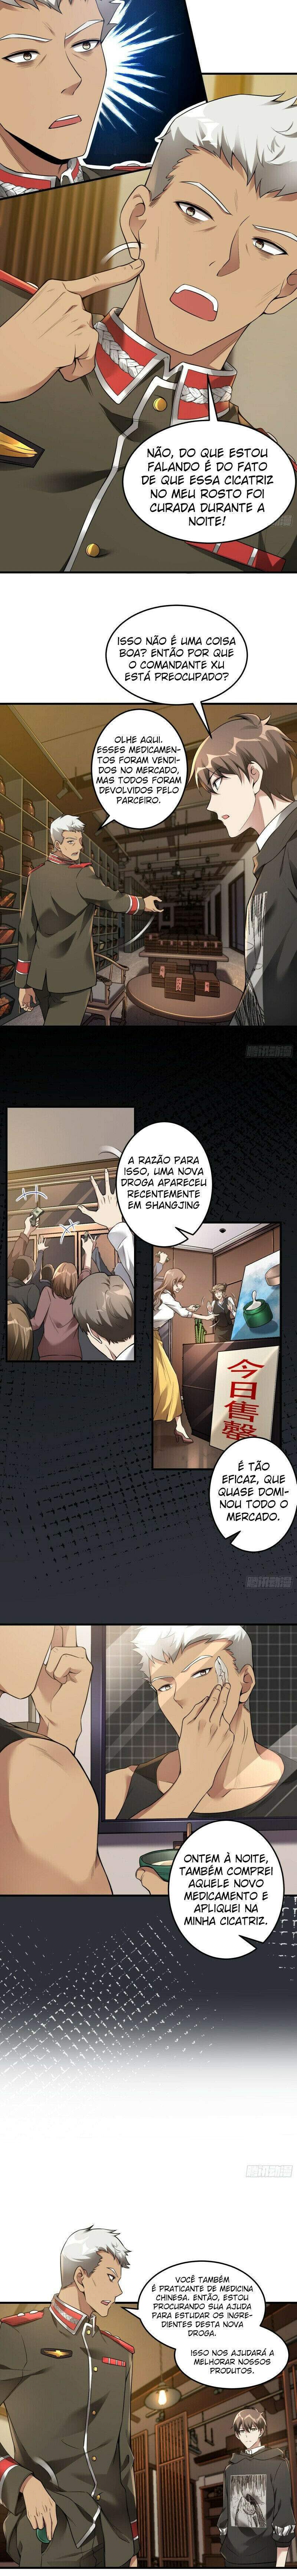 NÃO, DO QUE ESTOU
FALANDO É DO FATO
DE QUE ESSA CICATRIZ
NO MEU ROSTO FOI
CURADA DURANTE A
NOITE!
ISSO NÃO É UMA COISA
BOA? ENTÃO POR QUE
O COMANDANTE XU
ESTÁ PREOCUPADO?
OLHE AQUI.
ESSES MEDICAMEN-
TOS FORAM VENDI-
DOS NO MERCADO,
MAS TODOS FORAM
DEVOLVIDOS PELO
PARCEIRO.
A RAZÃO PARA
ISSO, UMA NOVA
DROGA APARECEU
RECENTEMENTE
EM SHANGJING
今日售罄
É TÃO
EFICAZ, QUE
QUASE DOMI-
NOU TODO O
MERCADO.
ONTEM À NOITE,
TAMBÉM COMPREI
AQUELE NOVO
MEDICAMENTO E
APLIQUEI NA
MINHA CICATRIZ.
VOCÊ TAMBÉM
É PRATICANTE DE MEDICINA
CHINESA. ENTÃO, ESTOU
PROCURANDO SUA AJUDA
PARA ESTUDAR OS INGRE-
DIENTES DESTA NOVA
DROGA.
ISSO NOS AJUDARÁ A
MELHORAR NOSSOS
PRODUTOS.